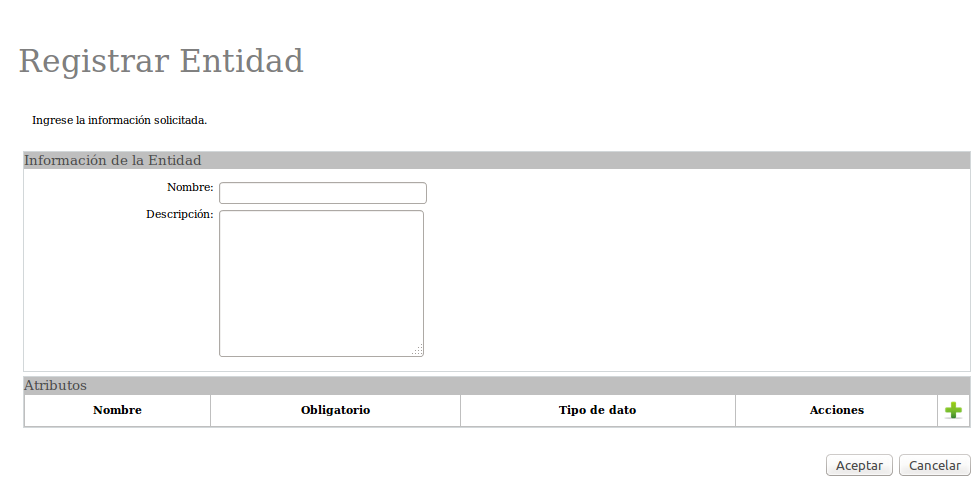 Registrar Entidad
Ingrese la información solicitada.
Información de la Entidad
Nombre:
Descripción:
Atributos
Nombre Obligatorio Tipo de dato Acciones
Aceptar Cancelar